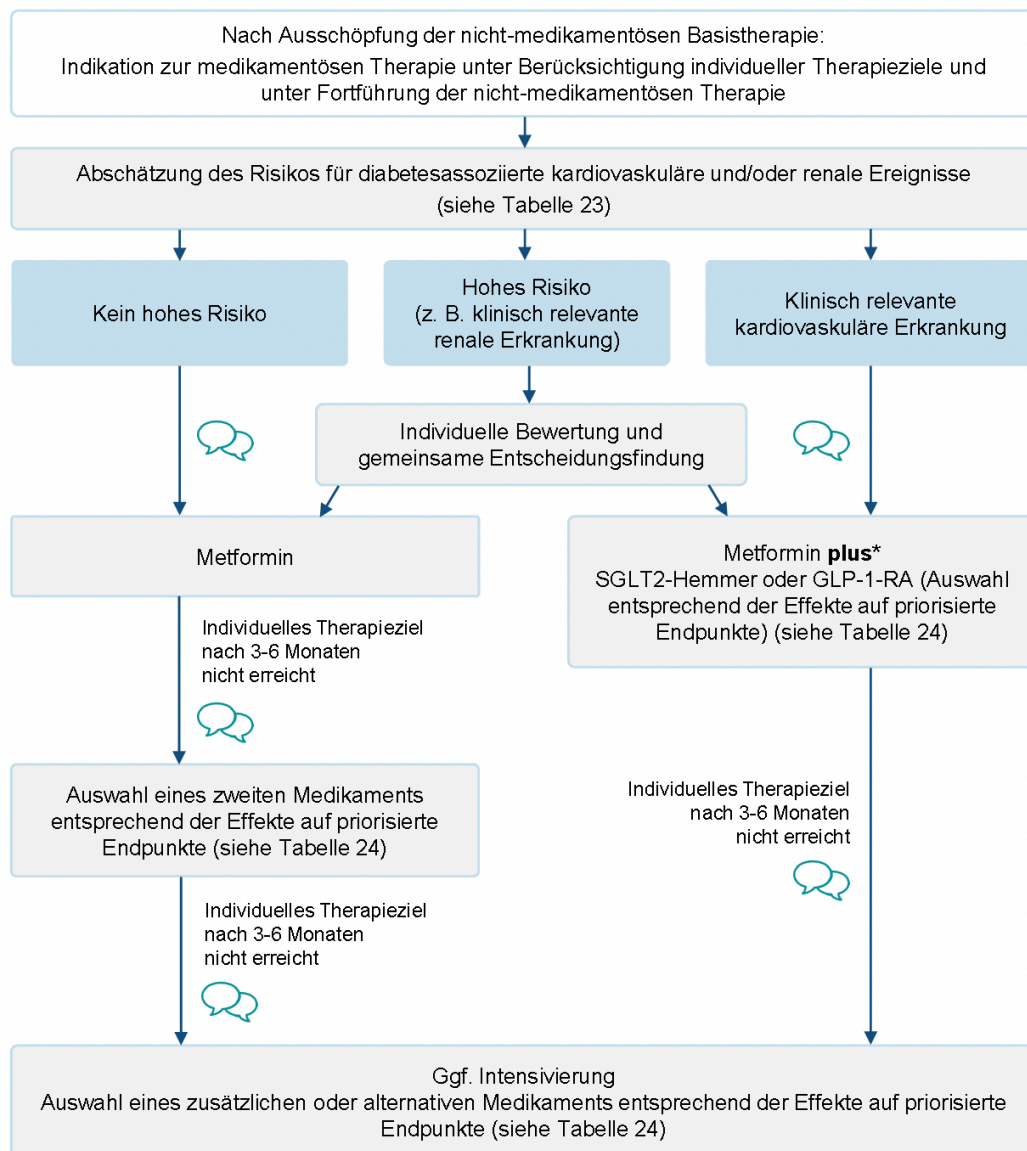 Nach Ausschöpfung der nicht-medikamentösen Basistherapie:
Indikation zur medikamentösen Therapie unter Berücksichtigung individueller Therapieziele und
unter Fortführung der nicht-medikamentösen Therapie
Abschätzung des Risikos für diabetesassoziierte kardiovaskuläre und/oder renale Ereignisse
(siehe Tabelle 23)
Kein hohes Risiko
Hohes Risiko
(z. B. klinisch relevante
renale Erkrankung)
Klinisch relevante
kardiovaskuläre Erkrankung
Individuelle Bewertung und
gemeinsame Entscheidungsfindung
Metformin
Metformin plus*
SGLT2-Hemmer oder GLP-1-RA (Auswahl
entsprechend der Effekte auf priorisierte
Endpunkte) (siehe Tabelle 24)
Individuelles Therapieziel
nach 3-6 Monaten
nicht erreicht
Auswahl eines zweiten Medikaments
entsprechend der Effekte auf priorisierte
Endpunkte (siehe Tabelle 24)
Individuelles Therapieziel
nach 3-6 Monaten
nicht erreicht
Individuelles Therapieziel
nach 3-6 Monaten
nicht erreicht
Ggf. Intensivierung
Auswahl eines zusätzlichen oder alternativen Medikaments entsprechend der Effekte auf priorisierte
Endpunkte (siehe Tabelle 24)